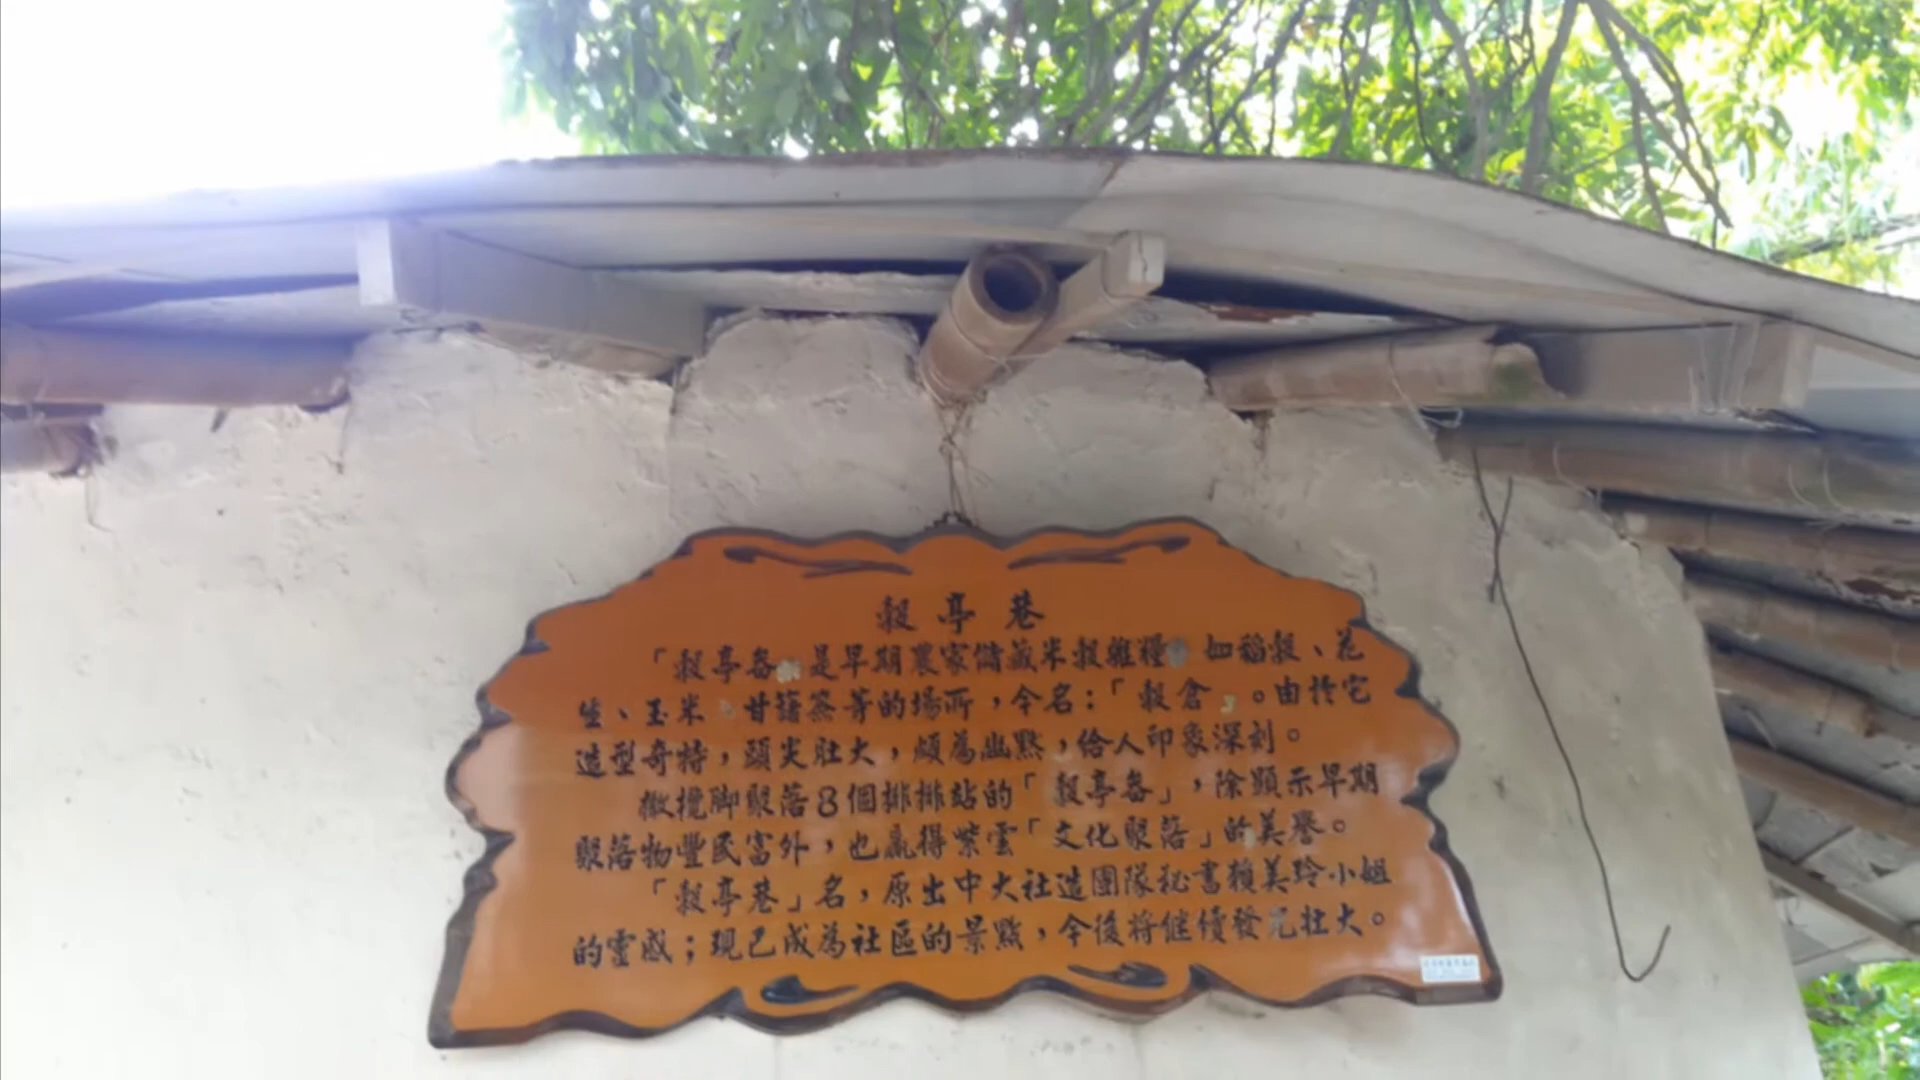 穀亭巷
「穀亭畚 是早期農家儲藏米穀雜糧 如稻穀、花
生、玉米 甘藷簽等的場所，今名：「穀倉 。由於它
造型奇特，頭尖肚大，頗為幽默，給人印象深刻。
橄欖脚聚落8個排排站的「穀亭畚」，除顯示早期
聚落物豐民富外，也贏得紫雲「文化聚落」的美譽。
「穀亭巷」名，原出中大社造團隊秘書賴美玲小姐
的靈感；現已成為社區的景點，今後將继續發 壯大。